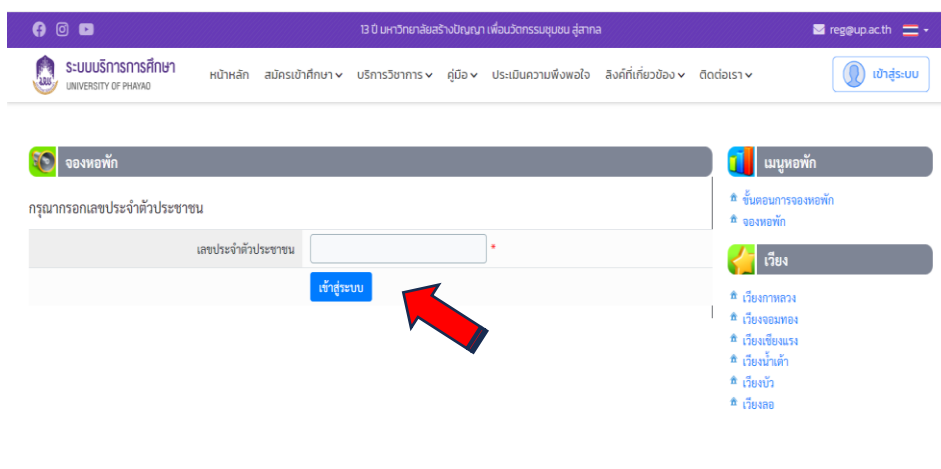 13 ปี มหาวิทยาลัยสร้างปัญญา เพื่อนวัตกรรมชุมชน สู่สากล
reg@up.ac.th
ระบบบริการการศึกษา
UNIVERSITY OF PHAYAO
หน้าหลัก สมัครเข้าศึกษา บริการวิชาการ คู่มือ ประเมินความพึงพอใจ ลิงค์ที่เกี่ยวข้อง ติดต่อเรา
เข้าสู่ระบบ
จองหอพัก
กรุณากรอกเลขประจำตัวประชาชน
เลขประจำตัวประชาชน *
เข้าสู่ระบบ
เมนูหอพัก
ขั้นตอนการจองหอพัก
จองหอพัก
เวียง
เวียงกาหลวง
เวียงจอมทอง
เวียงเชียงแรง
เวียงน้ำเต้า
เวียงบัว
เวียงลอ